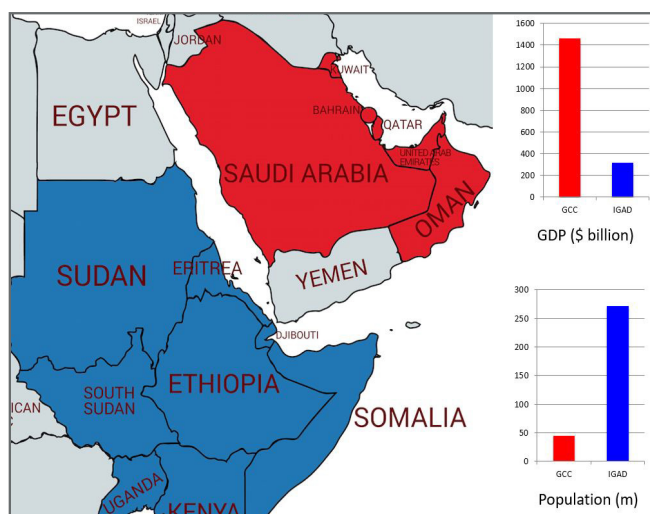 ISRAEL
JORDAN
KUWAIT
EGYPT
BAHRAIN
QATAR
SAUDI ARABIA
UNITED ARAB
EMIRATES
OMAN
SUDAN
ERITREA
YEMEN
DJIBOUTI
SOUTH
SUDAN
ETHIOPIA
ICAN
SOMALIA
UGANDA
KENYA
1600
1400
1200
1000
800
600
400
200
0
GCC IGAD
GDP ($ billion)
300
250
200
150
100
50
0
GCC IGAD
Population (m)